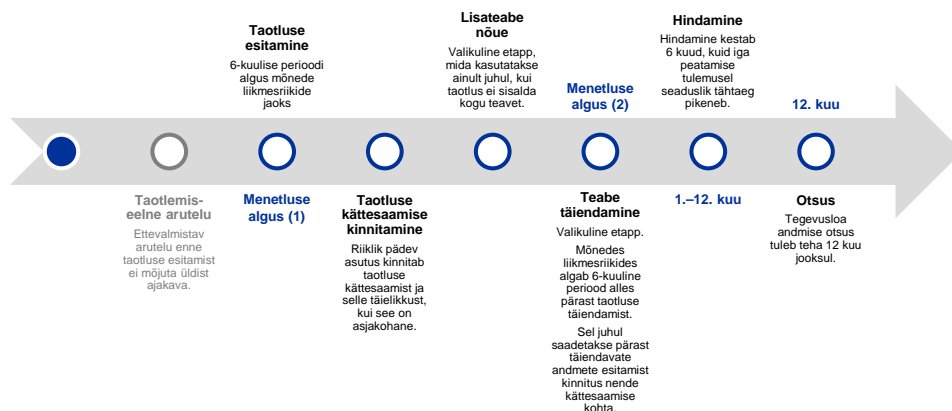 Taotluse
esitamine
6-kuulise perioodi
algus mõnede
liikmesriikide
jaoks
Lisateabe
nõue
Valikuline etapp,
mida kasutatakse
ainult juhul, kui
taotlus ei sisalda
kogu teavet.
Menetluse
algus (2)
Hindamine
Hindamine kestab
6 kuud, kuid iga
peatamise
tulemusel
seaduslik tähtaeg
pikeneb.
12. kuu
Taotlemis-
eelne arutelu
Ettevalmistav
arutelu enne
taotluse esitamist
ei mõjuta üldist
ajakava.
Menetluse
algus (1)
Taotluse
kättesaamise
kinnitamine
Riiklik pädev
asutus kinnitab
taotluse
kättesaamist ja
selle täielikkust,
kui see on
asjakohane.
Teabe
täiendamine
Valikuline etapp.
Mõnedes
liikmesriikides
algab 6-kuuline
periood alles
pärast taotluse
täiendamist.
Sel juhul
saadetakse pärast
täiendavate
andmete esitamist
kinnitus nende
kättesaamise
kohta.
1.–12. kuu
Otsus
Tegevusloa
andmise otsus
tuleb teha 12 kuu
jooksul.